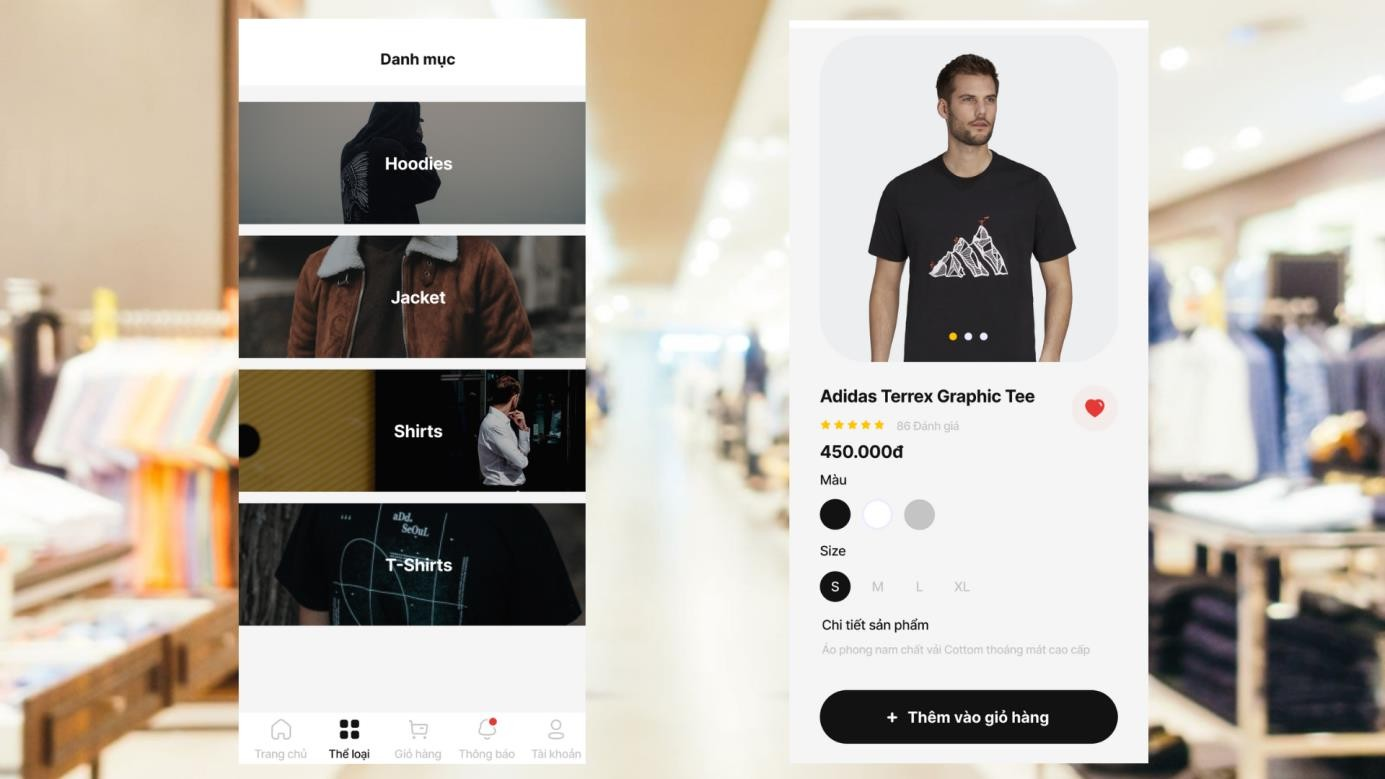 Danh mục
Hoodies
Jacket
Shirts
aDd.
SeOuL
T-Shirts
Trang chủ
Thể loại
Giỏ hàng
Thông báo
Tài khoản
Adidas Terrex Graphic Tee
86 Đánh giá
450.000đ
Màu
Size
S M L XL
Chi tiết sản phẩm
Áo phong nam chất vải Cottom thoáng mát cao cấp
+ Thêm vào giỏ hàng